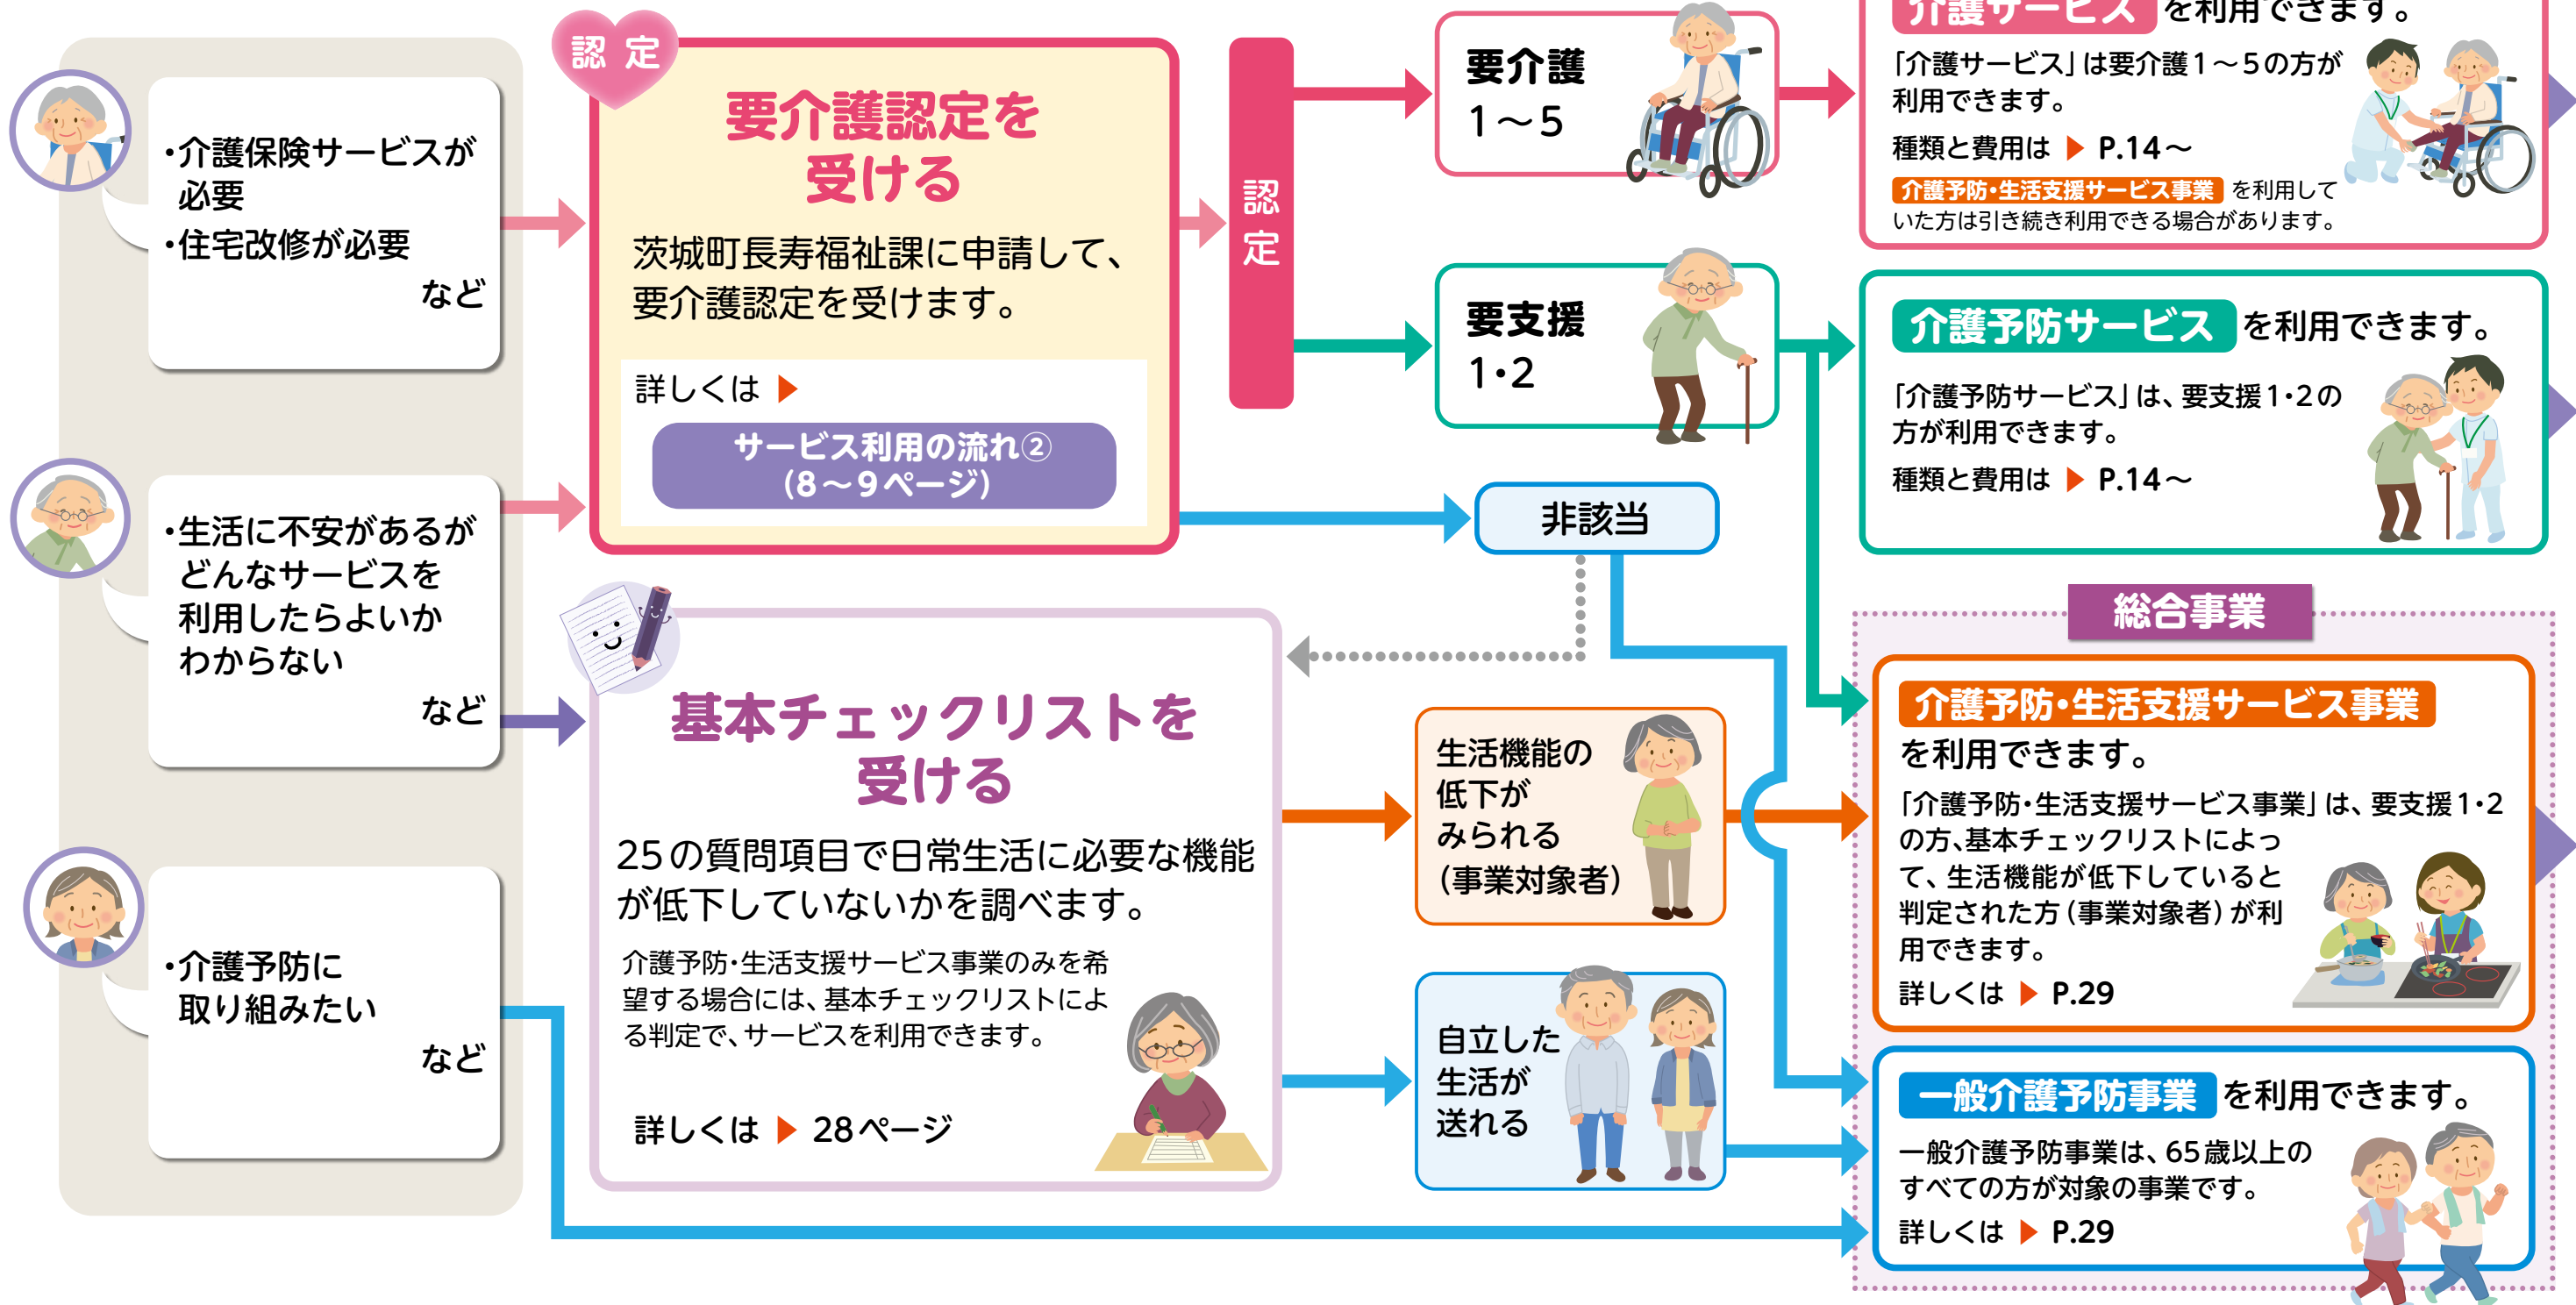 ・介護保険サービスが
必要
・住宅改修が必要
など
・生活に不安があるが
どんなサービスを
利用したらよいか
わからない
など
・介護予防に
取り組みたい
など
認 定
要介護認定を
受ける
茨城町長寿福祉課に申請して、
要介護認定を受けます。
詳しくは ▶
サービス利用の流れ②
(8～9ページ)
基本チェックリストを
受ける
25の質問項目で日常生活に必要な機能
が低下していないかを調べます。
介護予防・生活支援サービス事業のみを希
望する場合には、基本チェックリストによ
る判定で、サービスを利用できます。
詳しくは ▶ 28ページ
認定
要介護
1～5
要支援
1・2
非該当
生活機能の
低下が
みられる
(事業対象者)
自立した
生活が
送れる
介護サービス を利用できます。
「介護サービス」は要介護1～5の方が
利用できます。
種類と費用は ▶ P.14～
介護予防・生活支援サービス事業 を利用して
いた方は引き続き利用できる場合があります。
介護予防サービス を利用できます。
「介護予防サービス」は、要支援1・2の
方が利用できます。
種類と費用は ▶ P.14～
総合事業
介護予防・生活支援サービス事業
を利用できます。
「介護予防・生活支援サービス事業」は、要支援1・2
の方、基本チェックリストによっ
て、生活機能が低下していると
判定された方(事業対象者)が利
用できます。
詳しくは ▶ P.29
一般介護予防事業 を利用できます。
一般介護予防事業は、65歳以上の
すべての方が対象の事業です。
詳しくは ▶ P.29